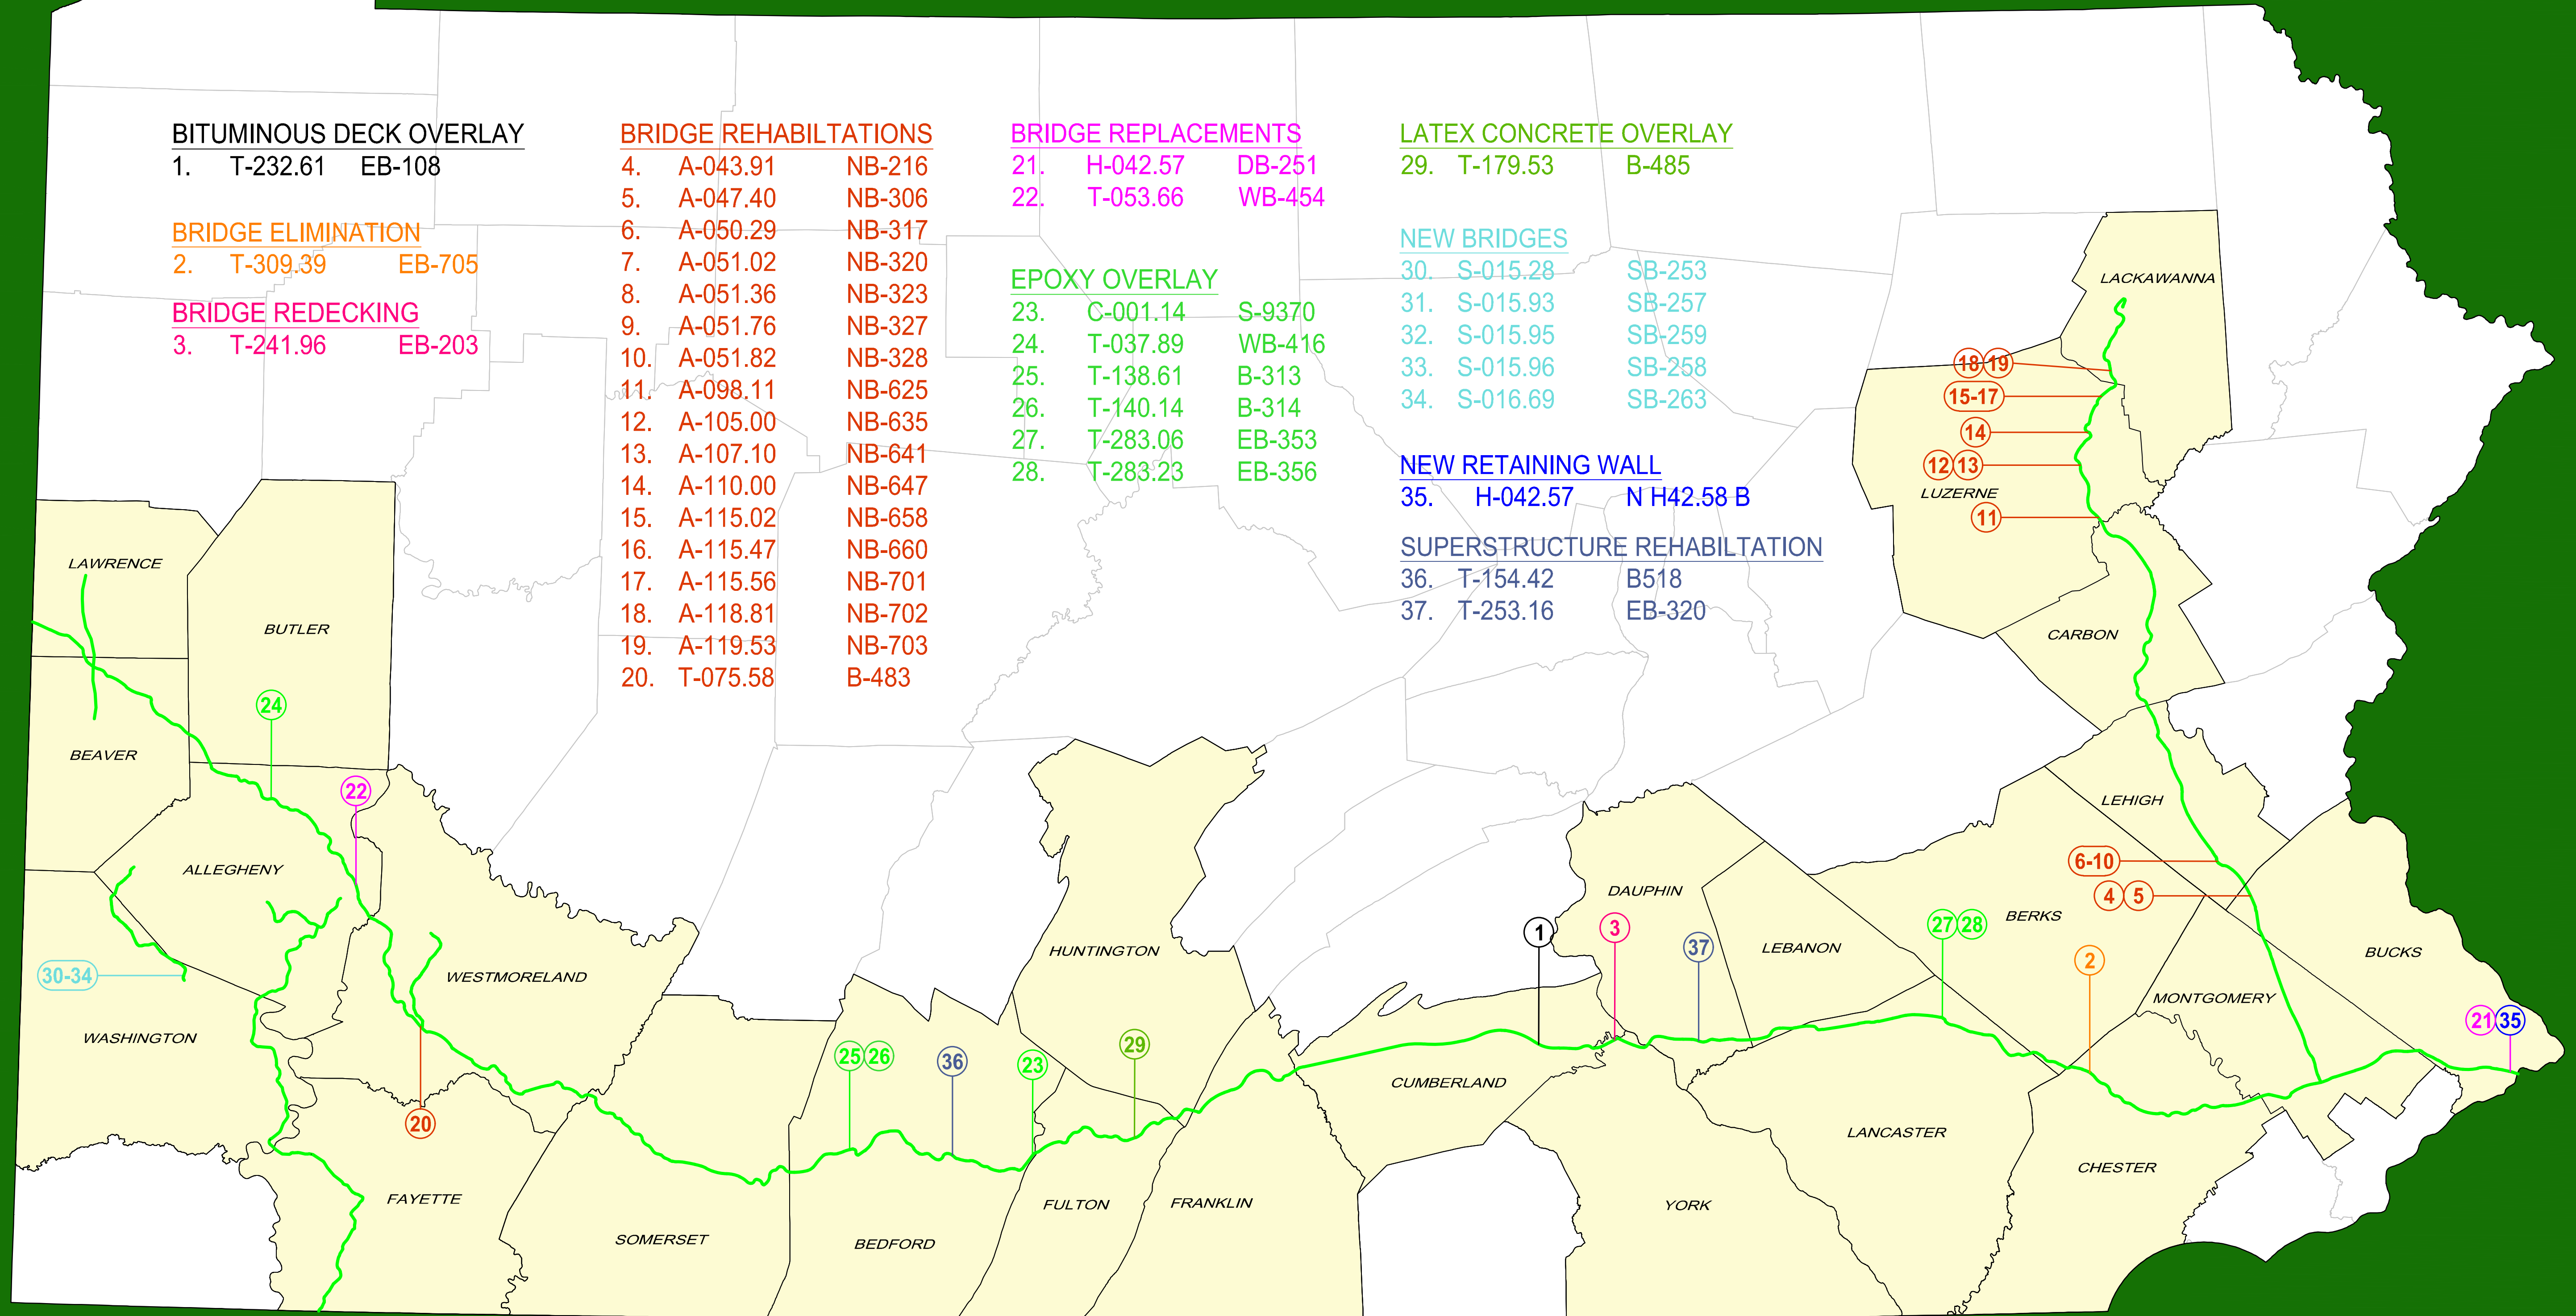 BITUMINOUS DECK OVERLAY
1. T-232.61 EB-108
BRIDGE ELIMINATION
2. T-309.39 EB-705
BRIDGE REDECKING
3. T-241.96 EB-203
BRIDGE REHABILTATIONS
4. A-043.91 NB-216
5. A-047.40 NB-306
6. A-050.29 NB-317
7. A-051.02 NB-320
8. A-051.36 NB-323
9. A-051.76 NB-327
10. A-051.82 NB-328
11. A-098.11 NB-625
12. A-105.00 NB-635
13. A-107.10 NB-641
14. A-110.00 NB-647
15. A-115.02 NB-658
16. A-115.47 NB-660
17. A-115.56 NB-701
18. A-118.81 NB-702
19. A-119.53 NB-703
20. T-075.58 B-483
BRIDGE REPLACEMENTS
21. H-042.57 DB-251
22. T-053.66 WB-454
EPOXY OVERLAY
23. C-001.14 S-9370
24. T-037.89 WB-416
25. T-138.61 B-313
26. T-140.14 B-314
27. T-283.06 EB-353
28. T-283.23 EB-356
LATEX CONCRETE OVERLAY
29. T-179.53 B-485
NEW BRIDGES
30. S-015.28 SB-253
31. S-015.93 SB-257
32. S-015.95 SB-259
33. S-015.96 SB-258
34. S-016.69 SB-263
NEW RETAINING WALL
35. H-042.57 N H42.58 B
SUPERSTRUCTURE REHABILTATION
36. T-154.42 B518
37. T-253.16 EB-320
LACKAWANNA
18 19
15-17
14
12 13
LUZERNE
11
LAWRENCE
BUTLER
CARBON
24
BEAVER
22
LEHIGH
ALLEGHENY
6-10
DAUPHIN
4 5
BERKS
27 28
1
3
37
LEBANON
HUNTINGTON
BUCKS
2
30-34
WESTMORELAND
MONTGOMERY
21 35
WASHINGTON
29
25 26
36
23
CUMBERLAND
20
LANCASTER
CHESTER
FAYETTE
FULTON
FRANKLIN
YORK
SOMERSET
BEDFORD